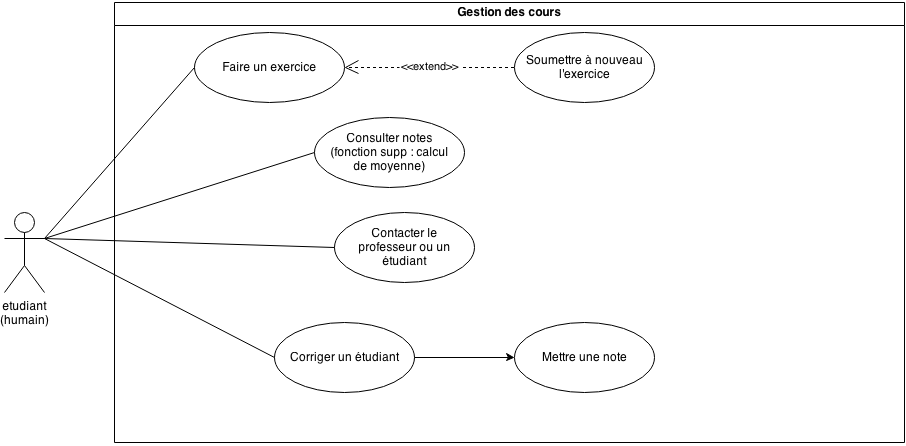 Gestion des cours
Faire un exercice
<<extend>>
Soumettre à nouveau
l'exercice
Consulter notes
(fonction supp : calcul
de moyenne)
Contacter le
professeur ou un
étudiant
etudiant
(humain)
Corriger un étudiant
Mettre une note